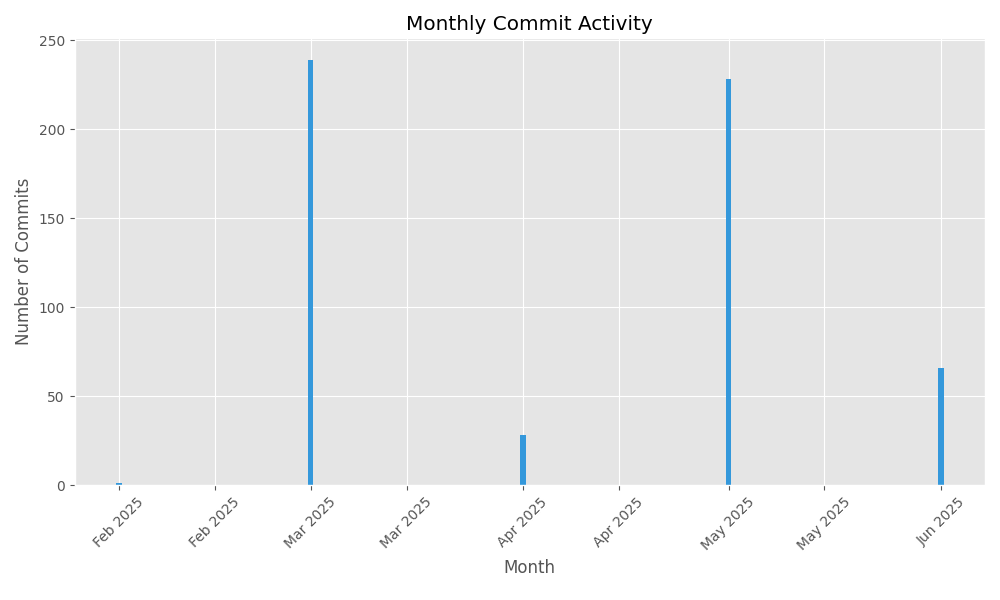 Monthly Commit Activity
Number of Commits
250
200
150
100
50
0
Feb 2025
Feb 2025
Mar 2025
Mar 2025
Apr 2025
Apr 2025
May 2025
May 2025
Jun 2025
Month